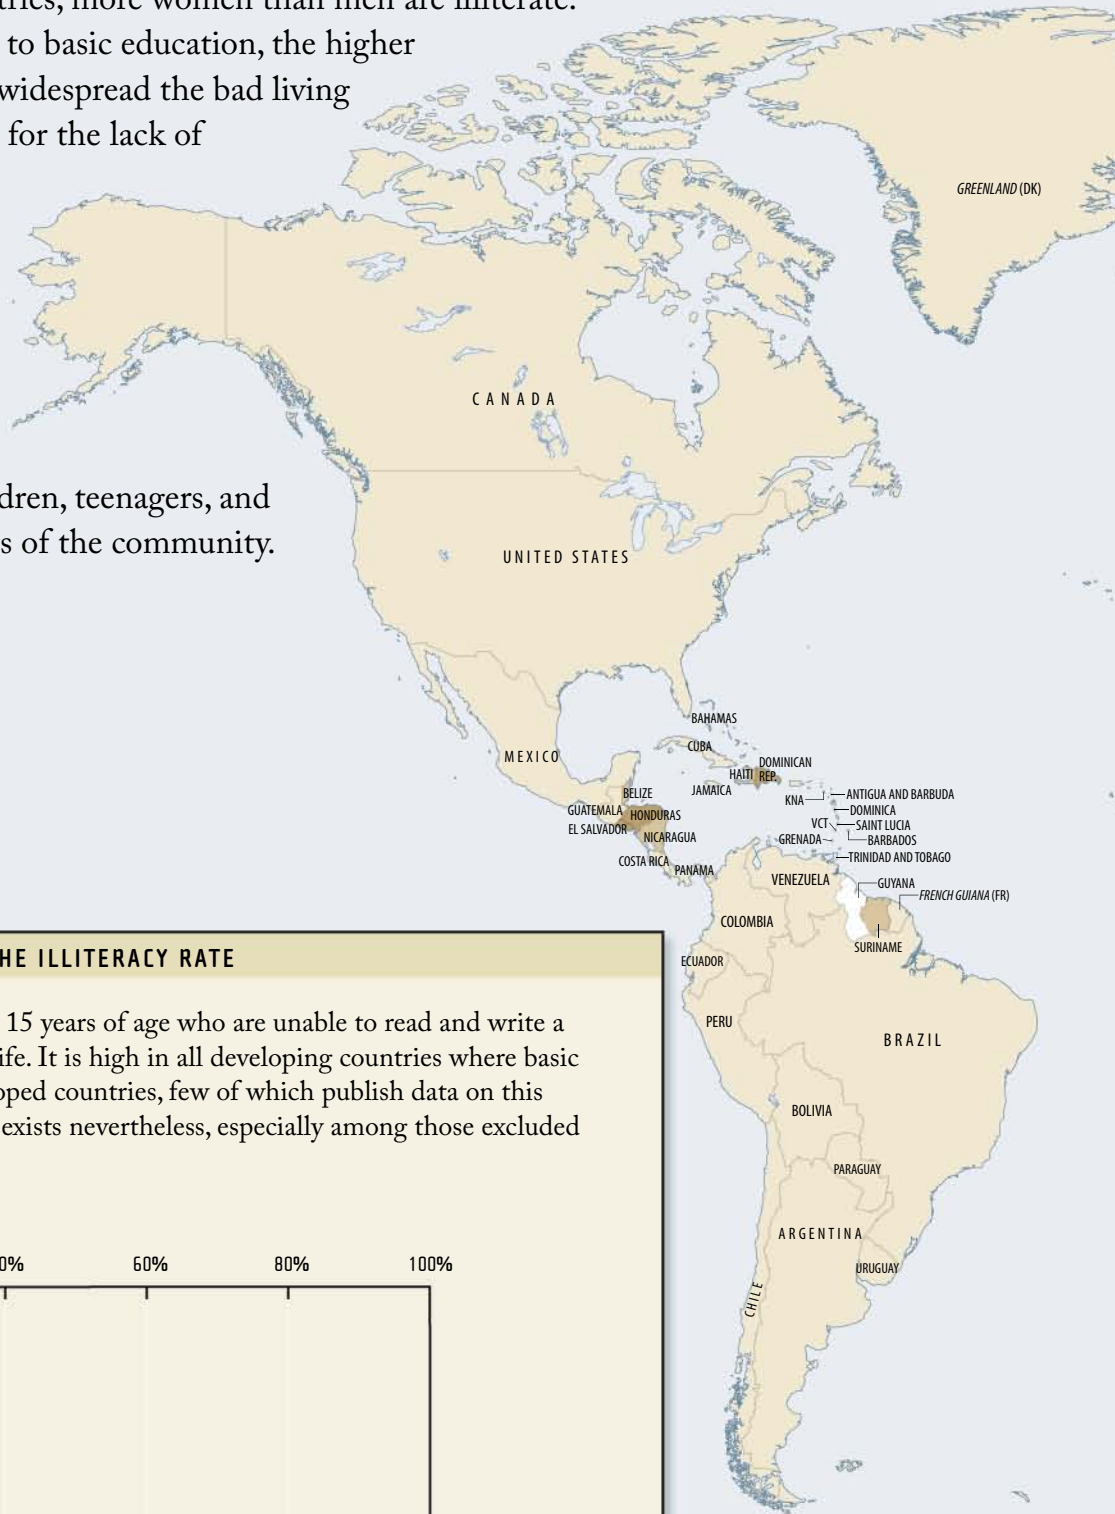 tries, more women than men are illiterate.
to basic education, the higher
widespread the bad living
for the lack of
GREENLAND (DK)
CANADA
dren, teenagers, and
s of the community.
UNITED STATES
BAHAMAS
CUBA
MEXICO
DOMINICAN
HAITI REP.
JAMAICA
BELIZE
KNA
ANTIGUA AND BARBUDA
GUATEMALA
HONDURAS
DOMINICA
EL SALVADOR
VCT
SAINT LUCIA
NICARAGUA
GRENADA
BARBADOS
COSTA RICA
TRINIDAD AND TOBAGO
PANAMA
VENEZUELA
GUYANA
FRENCH GUIANA (FR)
COLOMBIA
SURINAME
ECUADOR
PERU
BRAZIL
BOLIVIA
PARAGUAY
ARGENTINA
URUGUAY
CHILE
HE ILLITERACY RATE
15 years of age who are unable to read and write a
ife. It is high in all developing countries where basic
oped countries, few of which publish data on this
exists nevertheless, especially among those excluded
0% 60% 80% 100%